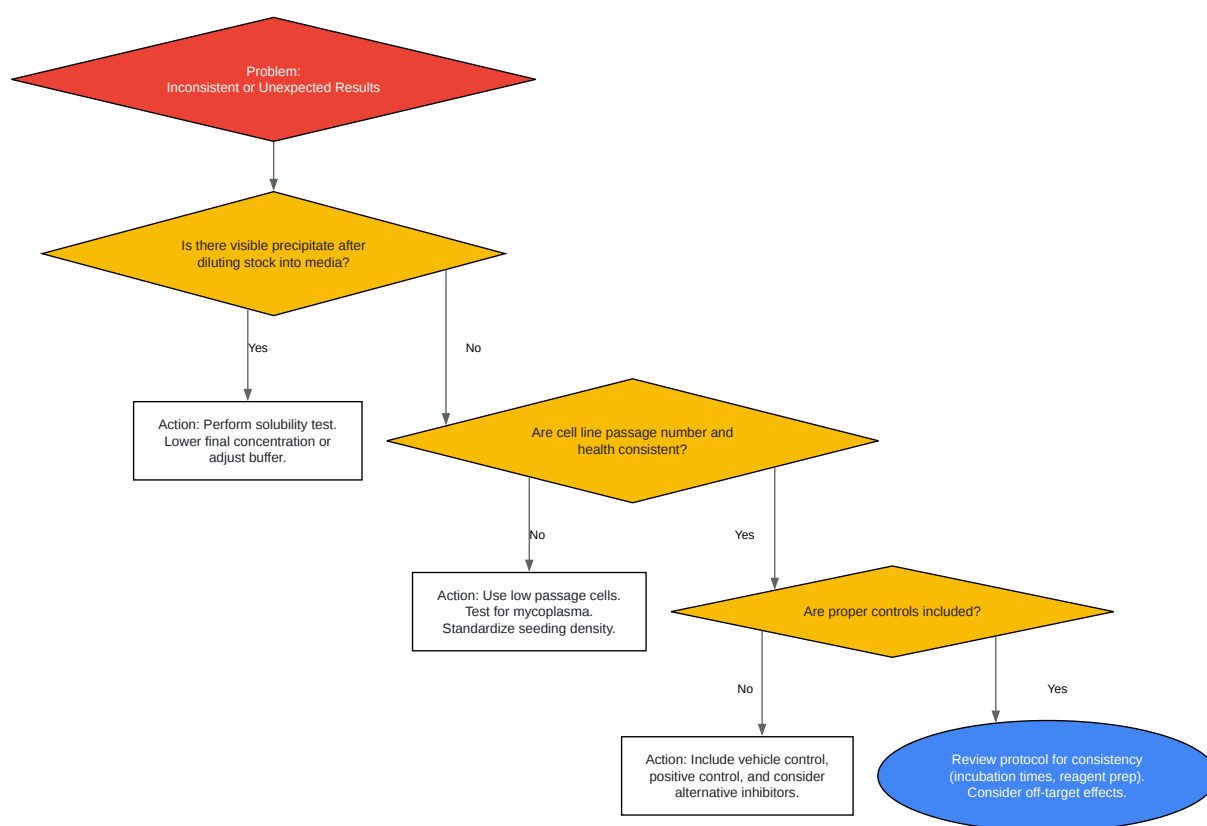 Problem:
Inconsistent or Unexpected Results
Is there visible precipitate after
diluting stock into media?
Yes
No
Action: Perform solubility test.
Lower final concentration or
adjust buffer.
Are cell line passage number and
health consistent?
No
Yes
Action: Use low passage cells.
Test for mycoplasma.
Standardize seeding density.
Are proper controls included?
No
Yes
Action: Include vehicle control,
positive control, and consider
alternative inhibitors.
Review protocol for consistency
(incubation times, reagent prep).
Consider off-target effects.